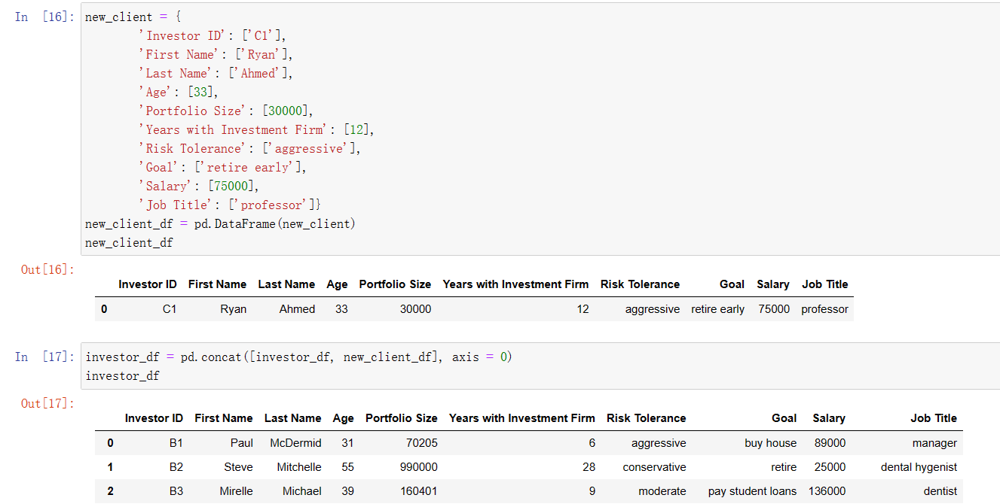 In [16]: new_client = {
'Investor ID': ['C1'],
'First Name': ['Ryan'],
'Last Name': ['Ahmed'],
'Age': [33],
'Portfolio Size': [30000],
'Years with Investment Firm': [12],
'Risk Tolerance': ['aggressive'],
'Goal': ['retire early'],
'Salary': [75000],
'Job Title': ['professor']}
new_client_df = pd.DataFrame(new_client)
new_client_df
Out[16]:
Investor ID First Name Last Name Age Portfolio Size Years with Investment Firm Risk Tolerance Goal Salary Job Title
0 C1 Ryan Ahmed 33 30000 12 aggressive retire early 75000 professor
In [17]: investor_df = pd.concat([investor_df, new_client_df], axis = 0)
investor_df
Out[17]:
Investor ID First Name Last Name Age Portfolio Size Years with Investment Firm Risk Tolerance Goal Salary Job Title
0 B1 Paul McDermid 31 70205 6 aggressive buy house 89000 manager
1 B2 Steve Mitchelle 55 990000 28 conservative retire 25000 dental hygenist
2 B3 Mirelle Michael 39 160401 9 moderate pay student loans 136000 dentist